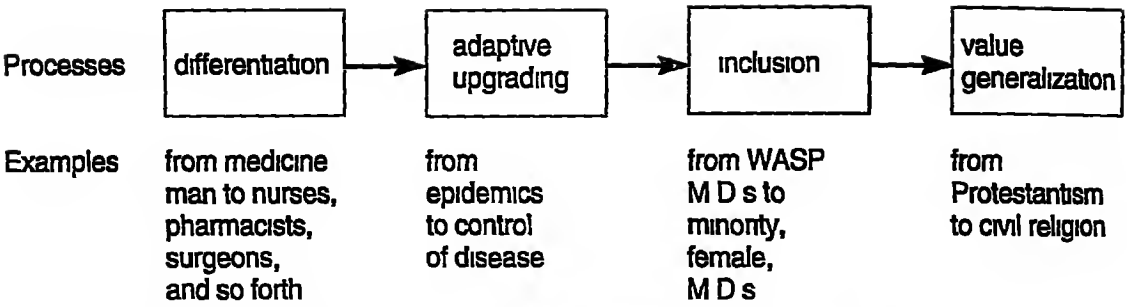 Processes
differentiation
adaptive
upgrading
inclusion
value
generalization
Examples
from medicine
man to nurses,
pharmacists,
surgeons,
and so forth
from
epidemics
to control
of disease
from WASP
M D s to
minority,
female,
M D s
from
Protestantism
to civil religion